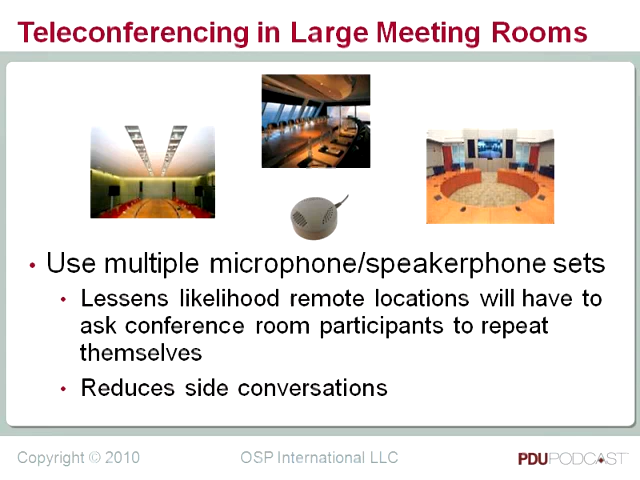 Teleconferencing in Large Meeting Rooms
• Use multiple microphone/speakerphone sets
• Lessens likelihood remote locations will have to
ask conference room participants to repeat
themselves
• Reduces side conversations
Copyright © 2010 OSP International LLC PDUPODCAST